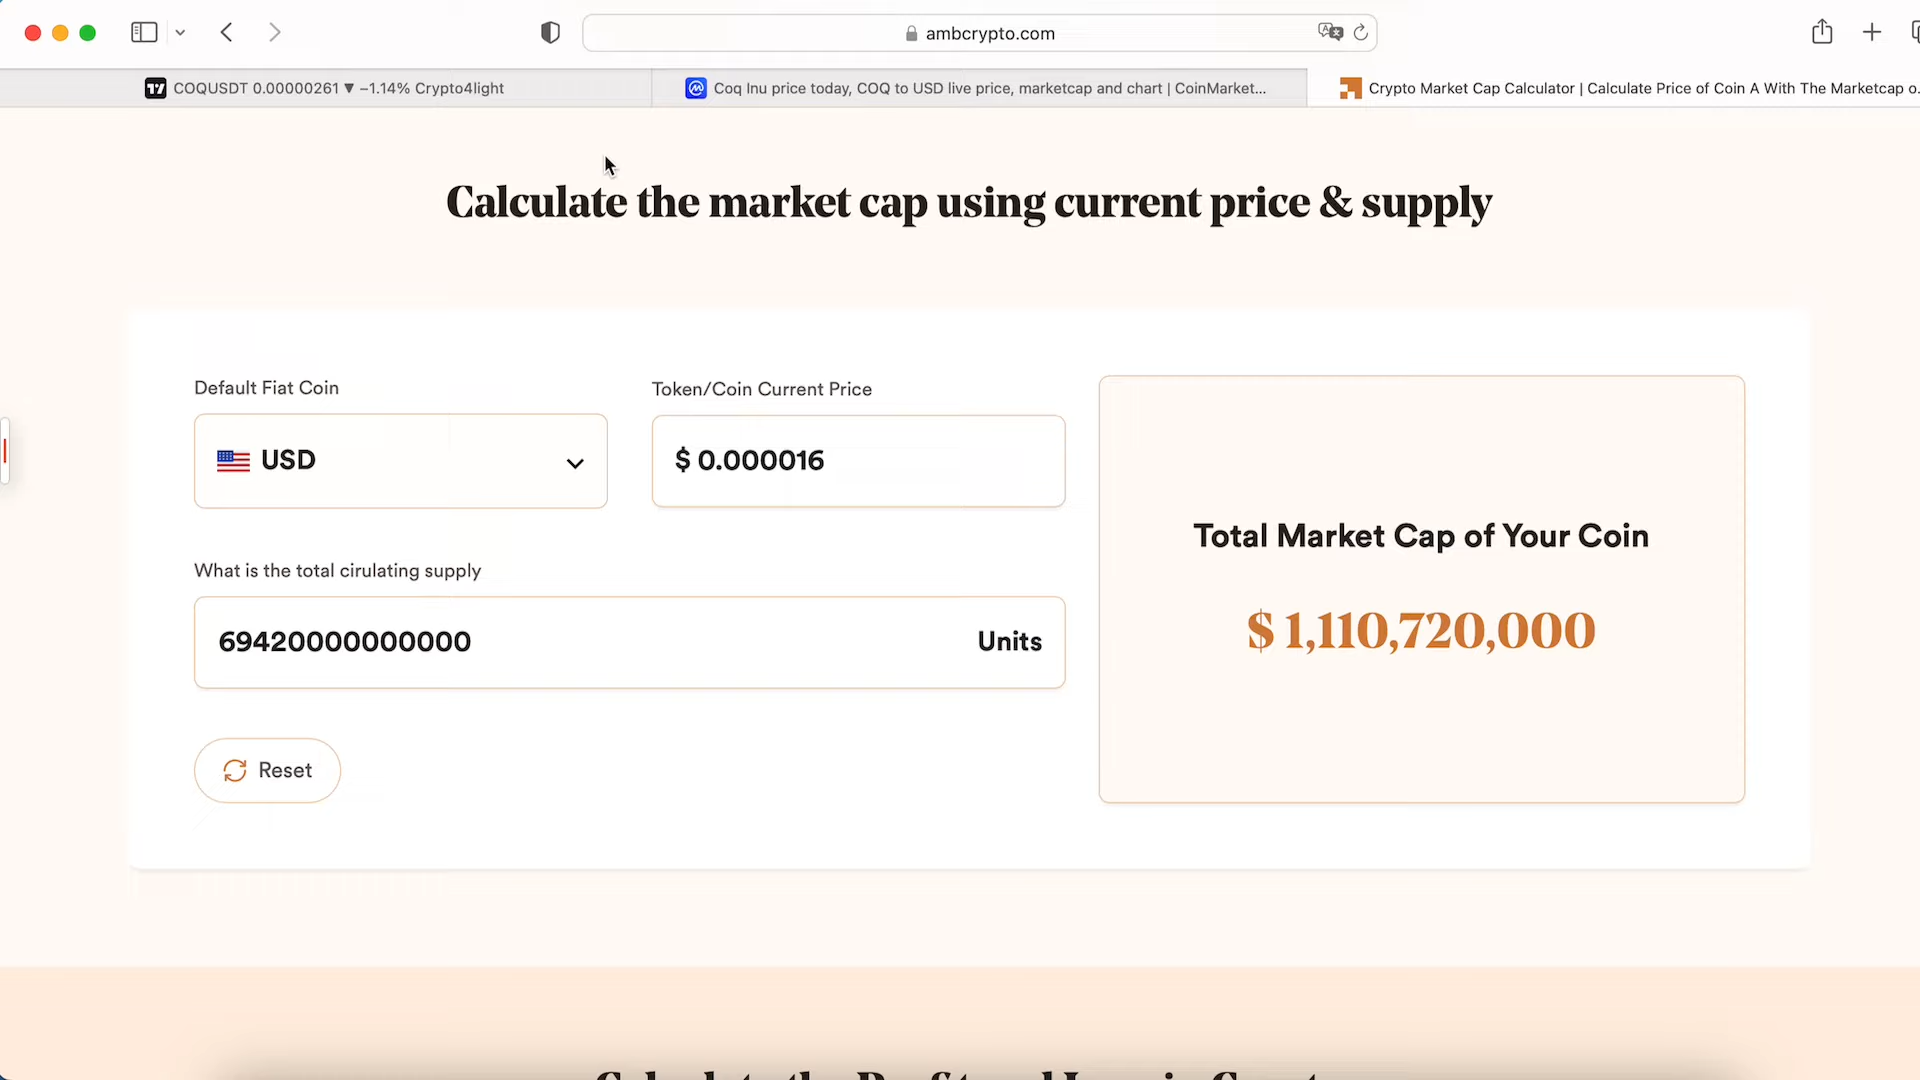 ambcrypto.com
COQUSDT 0.00000261 ▼ −1.14% Crypto4light
Coq Inu price today, COQ to USD live price, marketcap and chart | CoinMarket...
Crypto Market Cap Calculator | Calculate Price of Coin A With The Marketcap o...
Calculate the market cap using current price & supply
Default Fiat Coin
Token/Coin Current Price
USD
$ 0.000016
Total Market Cap of Your Coin
What is the total cirulating supply
$ 1,110,720,000
69420000000000
Units
Reset